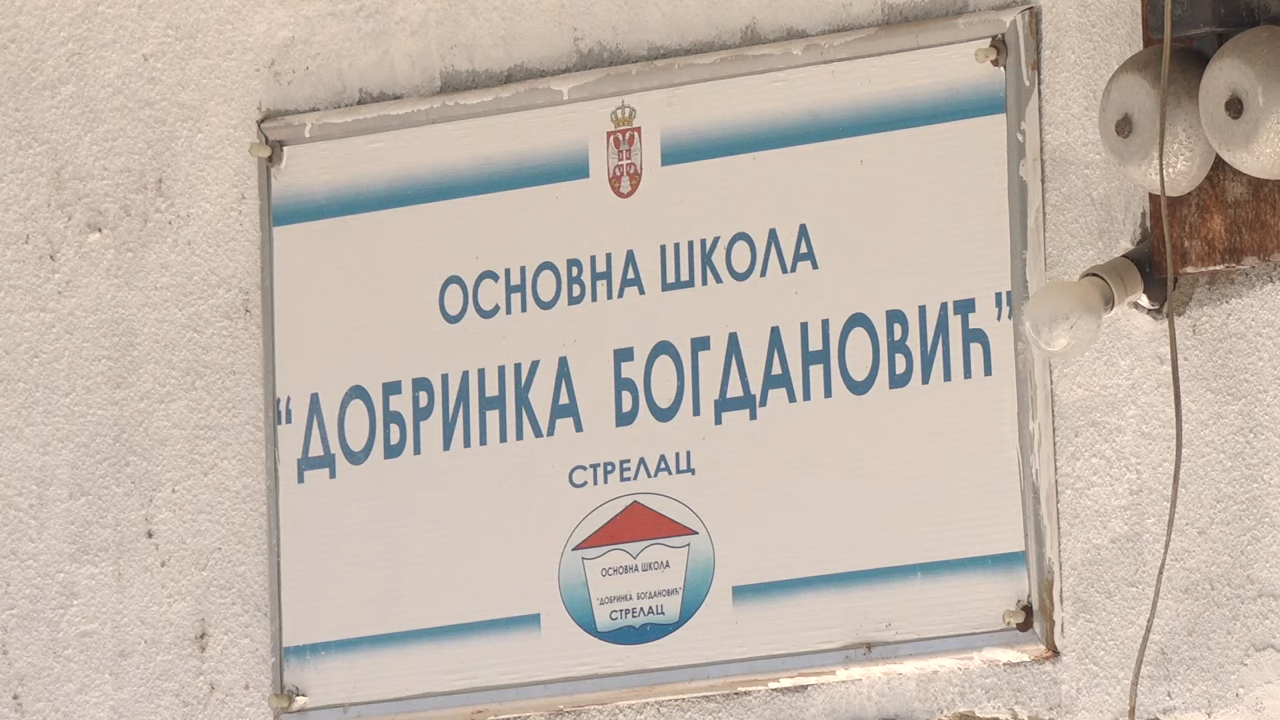 ОСНОВНА ШКОЛА
“ДОБРИНКА БОГДАНОВИЋ”
СТРЕЛАЦ
ОСНОВНА ШКОЛА
"ДОБРИНКА БОГДАНОВИЋ"
СТРЕЛАЦ